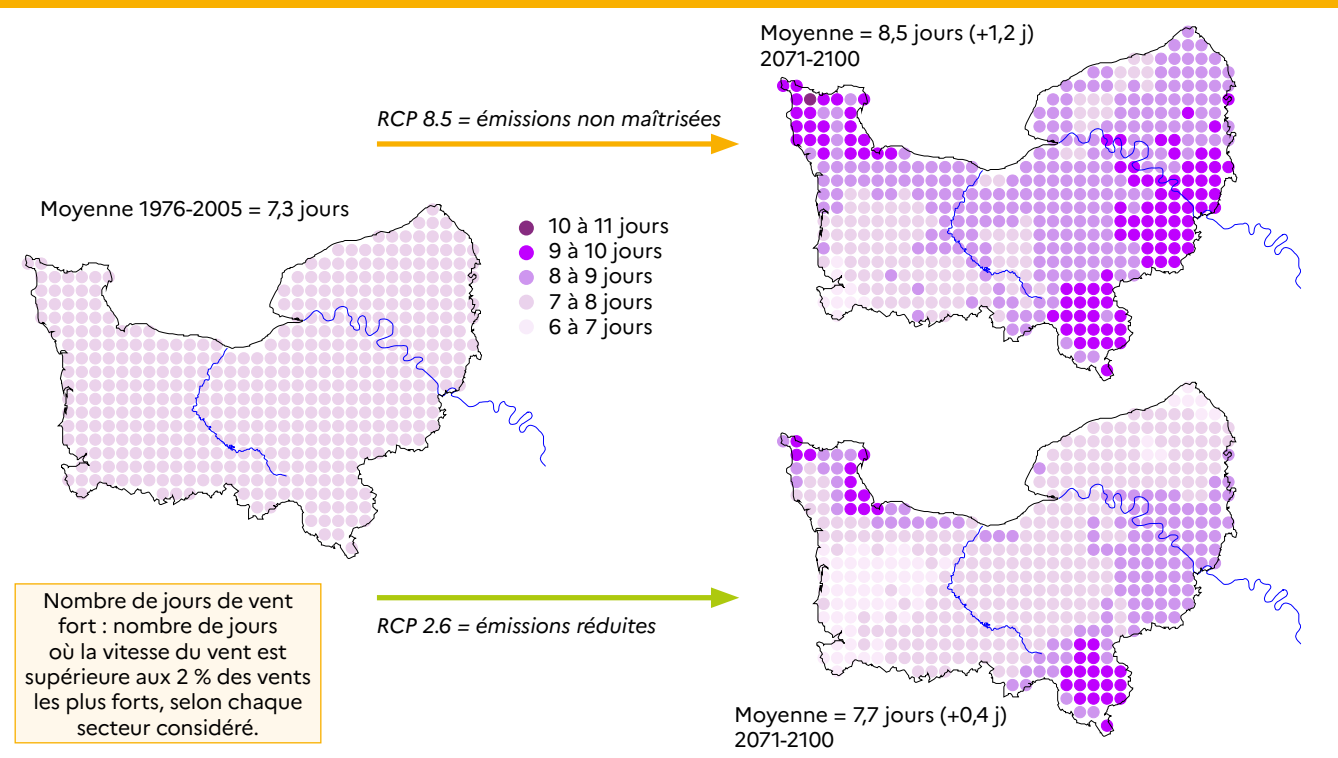 Moyenne = 8,5 jours (+1,2 j)
2071-2100
RCP 8.5 = émissions non maîtrisées
Moyenne 1976-2005 = 7,3 jours
10 à 11 jours
9 à 10 jours
8 à 9 jours
7 à 8 jours
6 à 7 jours
Nombre de jours de vent
fort : nombre de jours
où la vitesse du vent est
supérieure aux 2 % des vents
les plus forts, selon chaque
secteur considéré.
RCP 2.6 = émissions réduites
Moyenne = 7,7 jours (+0,4 j)
2071-2100